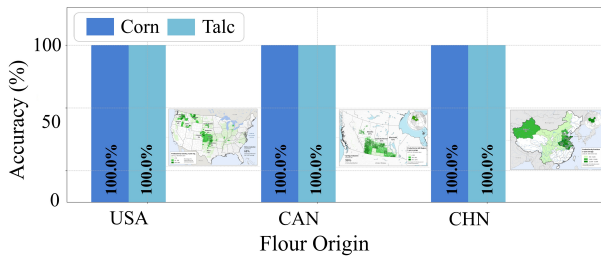 Corn Talc
Accuracy (%)
100
50
0
100.0% 100.0% 100.0% 100.0% 100.0% 100.0%
USA CAN CHN
Flour Origin